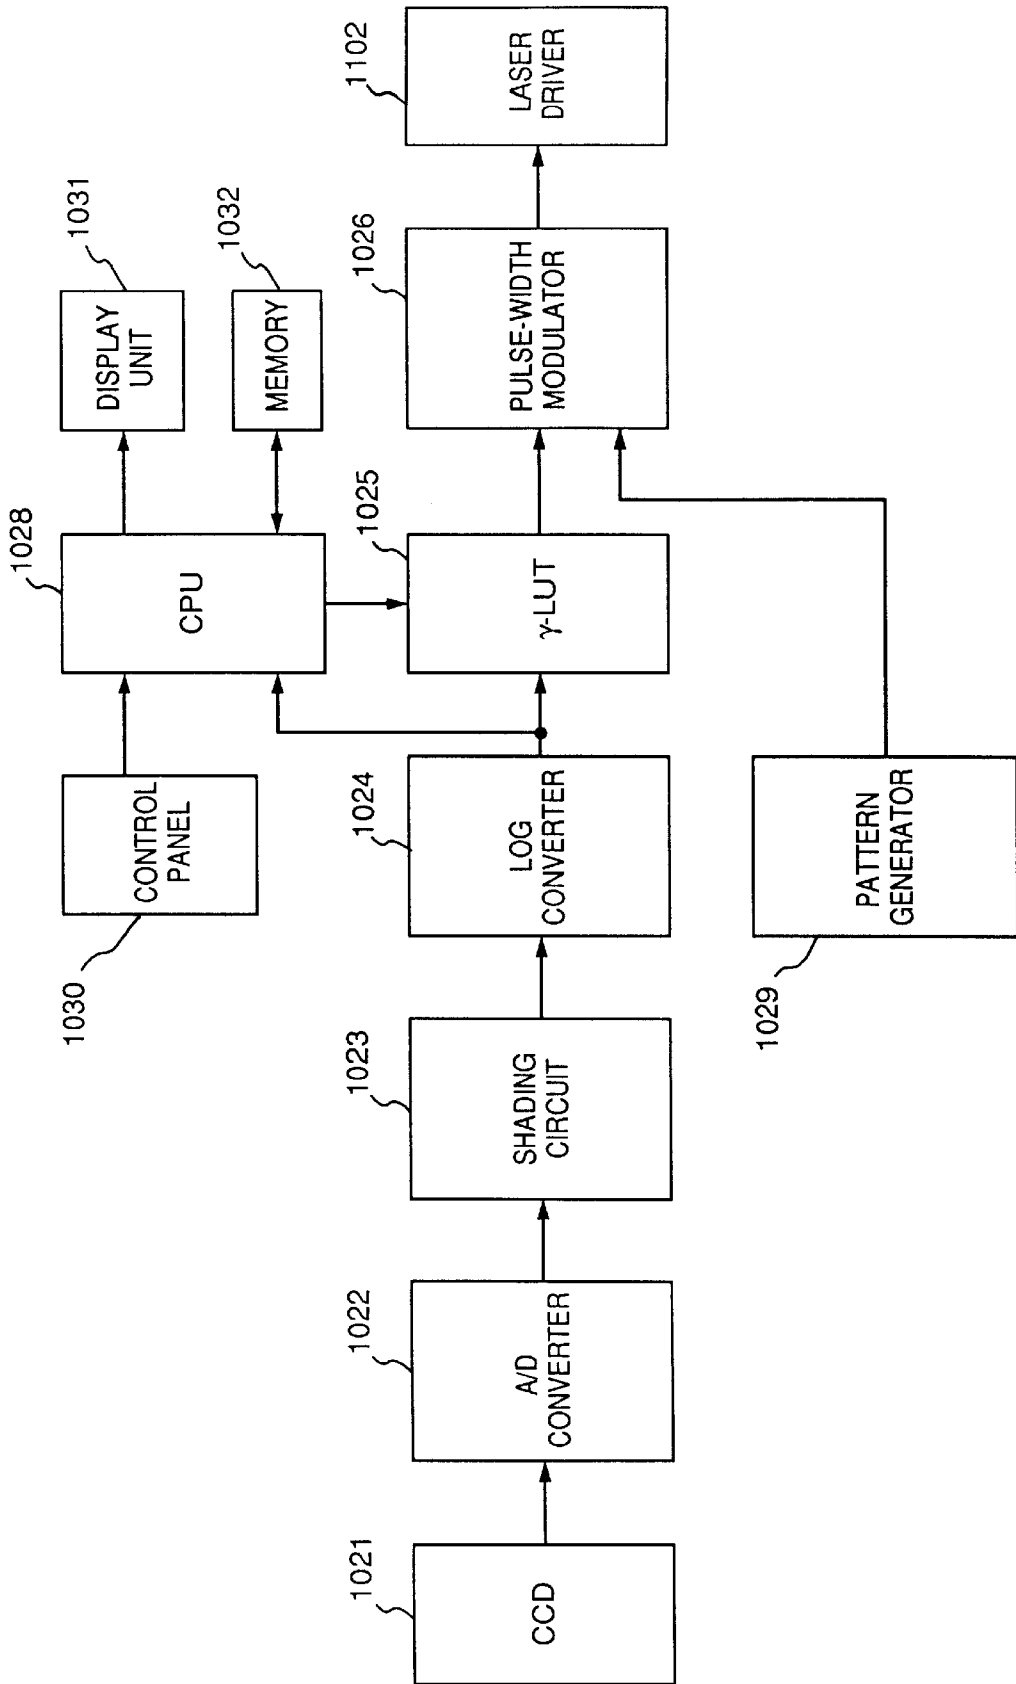 1028
CPU
1031
DISPLAY
UNIT
1030
CONTROL
PANEL
1032
MEMORY
1021
CCD
1022
A/D
CONVERTER
1023
SHADING
CIRCUIT
1024
LOG
CONVERTER
1025
γ-LUT
1026
PULSE-WIDTH
MODULATOR
1102
LASER
DRIVER
1029
PATTERN
GENERATOR